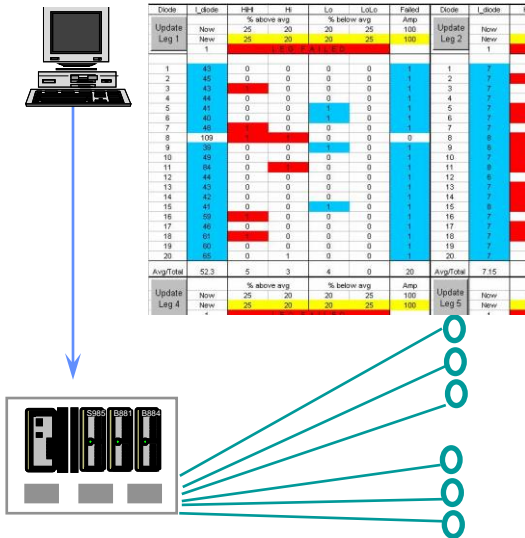 Diode I_diode HiHi Hi Lo LoLo Failed Diode I_diode
% above avg % below avg Amp
Update Leg 1 Now 25 20 20 25 100 Update Leg 2 Now
New 25 20 20 25 100 New
1 LEG FAILED 1
1 43 0 0 0 0 1 1 7
2 45 0 0 0 0 1 2 7
3 43 1 0 0 0 1 3 7
4 44 0 0 0 0 1 4 7
5 41 0 0 1 0 1 5 7
6 40 0 0 1 0 1 6 7
7 48 1 0 0 0 1 7 7
8 109 1 1 0 0 0 8 8
9 39 0 0 1 0 1 9 8
10 49 0 0 0 0 1 10 7
11 84 0 1 0 0 1 11 7
12 44 0 0 0 0 1 12 6
13 43 0 0 0 0 1 13 7
14 42 0 0 0 0 1 14 7
15 41 0 0 1 0 1 15 8
16 59 1 0 0 0 1 16 7
17 46 0 0 0 0 1 17 7
18 61 1 0 0 0 1 18 7
19 60 0 0 0 0 1 19 7
20 65 0 1 0 0 1 20 7
Avg/Total 52.3 5 3 4 0 20 Avg/Total 7.15
% above avg % below avg Amp
Update Leg 4 Now 25 20 20 25 100 Update Leg 5 Now
New 25 20 20 25 100 New
S985 B881 B884